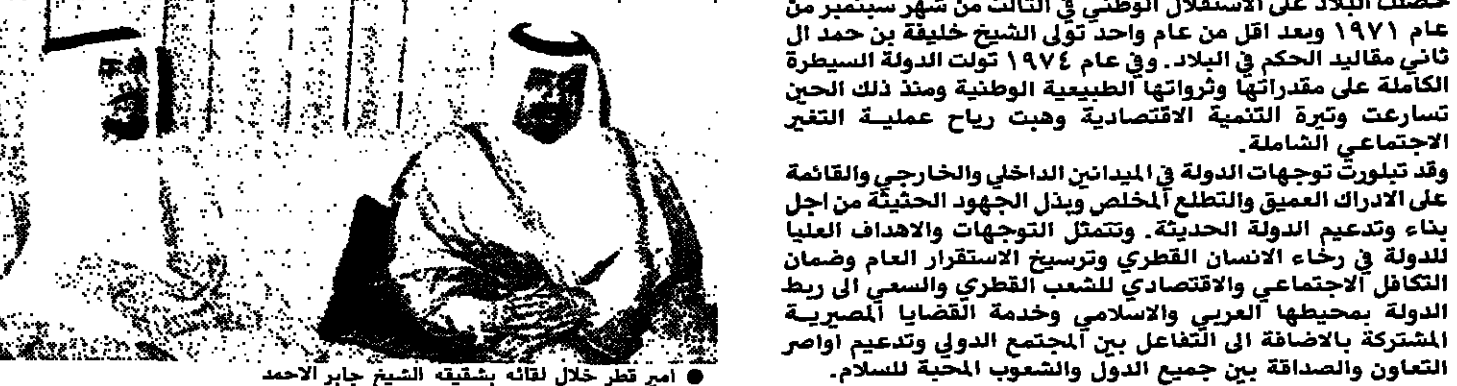 حصلت البلاد على الاستقلال الوطني في الثالث من شهر سبتمبر من
عام ١٩٧١ وبعد اقل من عام واحد تولى الشيخ خليفة بن حمد ال
ثاني مقاليد الحكم في البلاد. وفي عام ١٩٧٤ تولت الدولة السيطرة
الكاملة على مقدراتها وثرواتها الطبيعية الوطنية ومنذ ذلك الحين
تسارعت وتيرة التنمية الاقتصادية وهبت رياح عمليــة التغير
الاجتماعي الشاملة.
وقد تبلورت توجهات الدولة في الميدانين الداخلي والخارجي والقائمة
على الادراك العميق والتطلع المخلص وبذل الجهود الحثيثة من اجل
بناء وتدعيم الدولة الحديثة. وتتمثل التوجهات والاهداف العليا
للدولة في رخاء الانسان القطري وترسيخ الاستقرار العام وضمان
التكافل الاجتماعي والاقتصادي للشعب القطري والسعي الى ربط
الدولة بمحيطها العربي والاسلامي وخدمة القضايا المصيريــة
المشتركة بالاضافة الى التفاعل بين المجتمع الدولي وتدعيم اواصر
التعاون والصداقة بين جميع الدول والشعوب المحبة للسلام.
● امير قطر خلال لقائه بشقيقه الشيخ جابر الاحمد